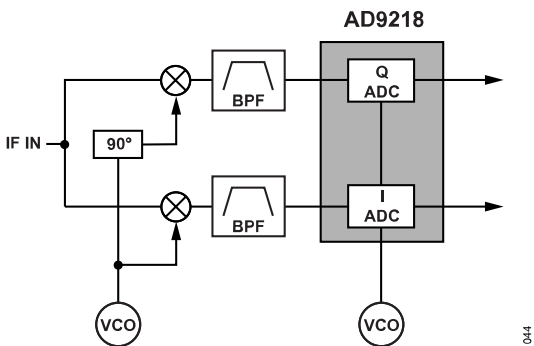 AD9218
Q
ADC
BPF
IF IN
90°
I
ADC
BPF
VCO
VCO
044